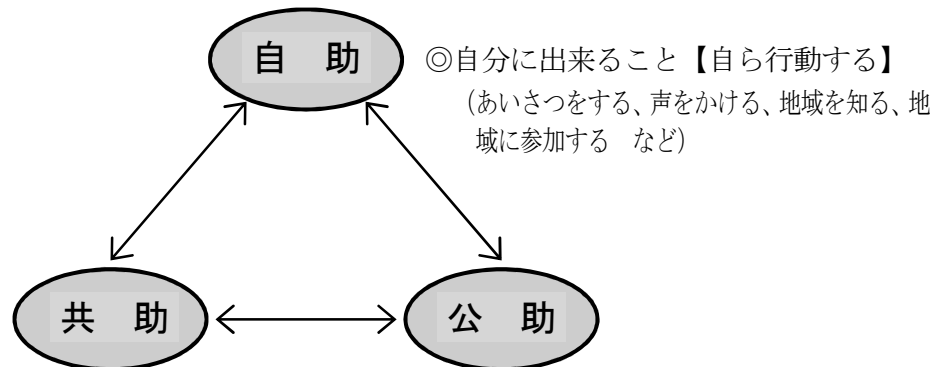 自　助
◎自分に出来ること【自ら行動する】
（あいさつをする、声をかける、地域を知る、地
域に参加する　など）
共　助
公　助